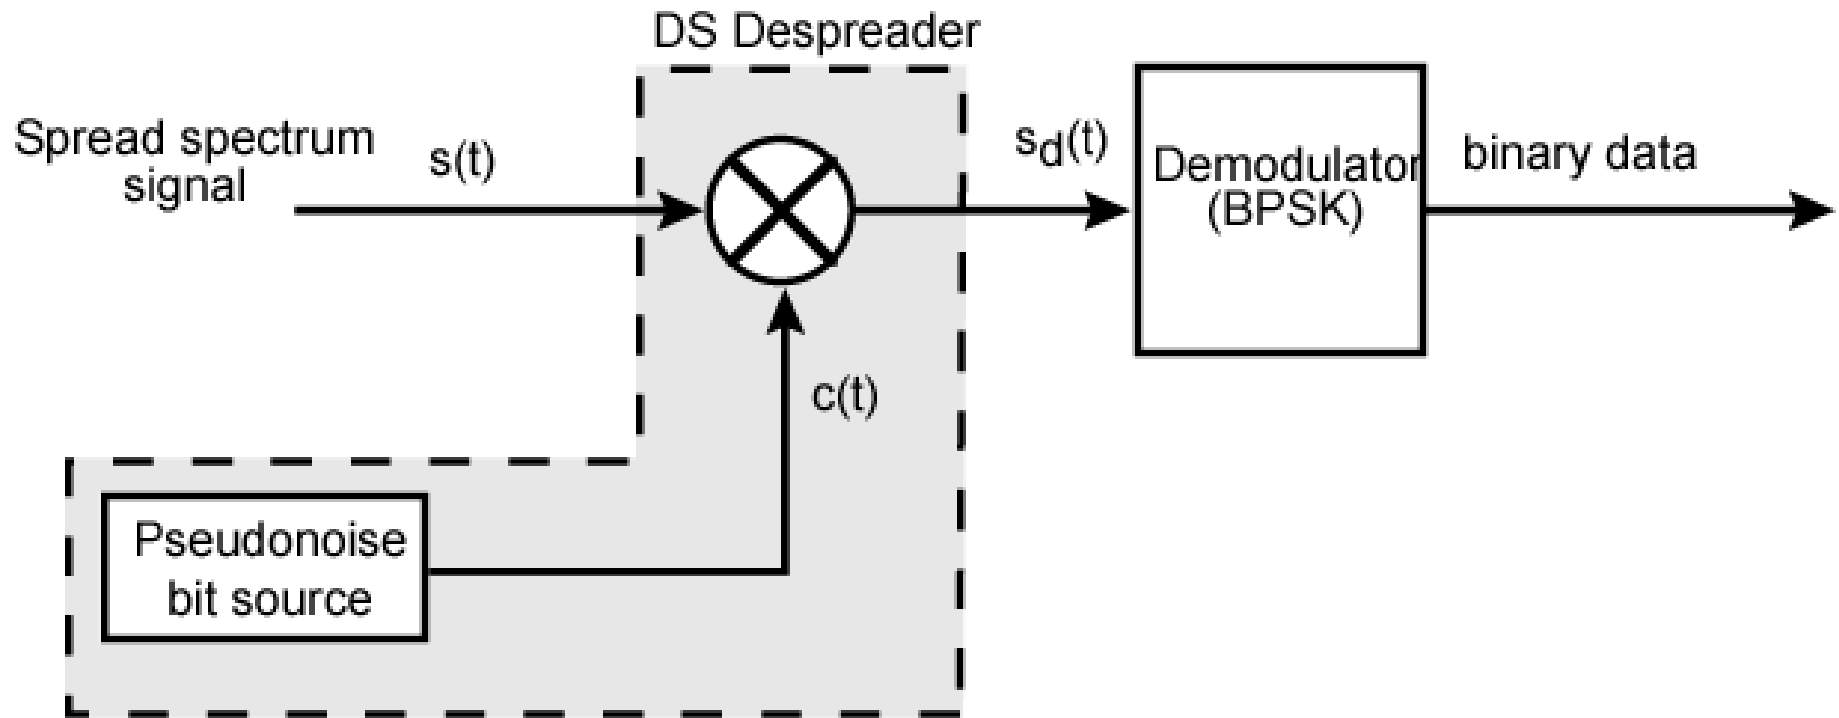 DS Despreader
Spread spectrum
signal
s(t)
sd(t)
Demodulator
(BPSK)
binary data
c(t)
Pseudonoise
bit source